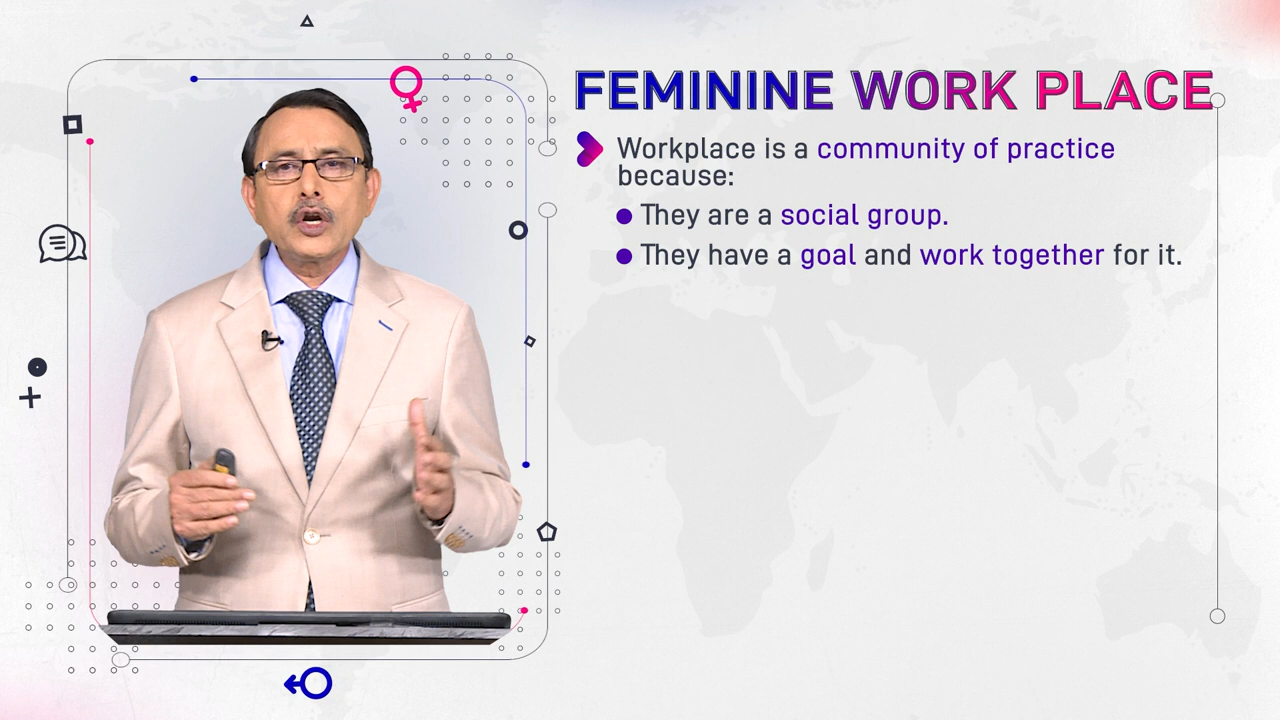 FEMININE WORK PLACE
Workplace is a community of practice
because:
They are a social group.
They have a goal and work together for it.